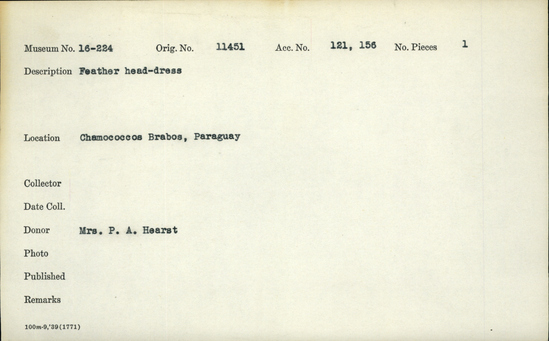 Museum No. 16-224 Orig. No. 11451 Acc. No. 121, 156 No. Pieces 1
Description Feather head-dress
Location Chamococcos Brabos, Paraguay
Collector
Date Coll.
Donor Mrs. P. A. Hearst
Photo
Published
Remarks
100m-9,'39(1771)